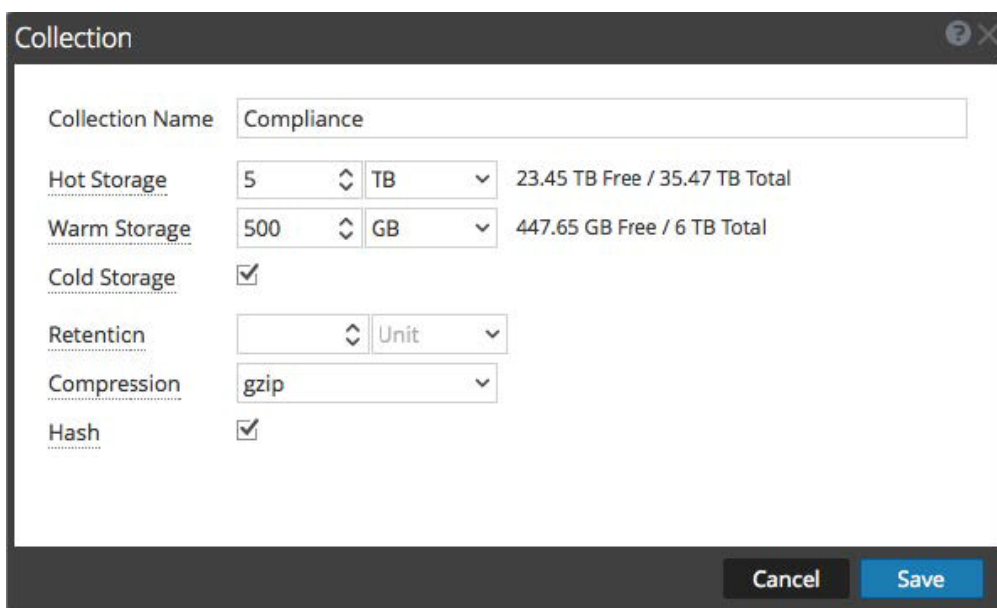 Collection
Collection Name Compliance
Hot Storage 5 TB 23.45 TB Free / 35.47 TB Total
Warm Storage 500 GB 447.65 GB Free / 6 TB Total
Cold Storage
Retention Unit
Compression gzip
Hash
Cancel Save